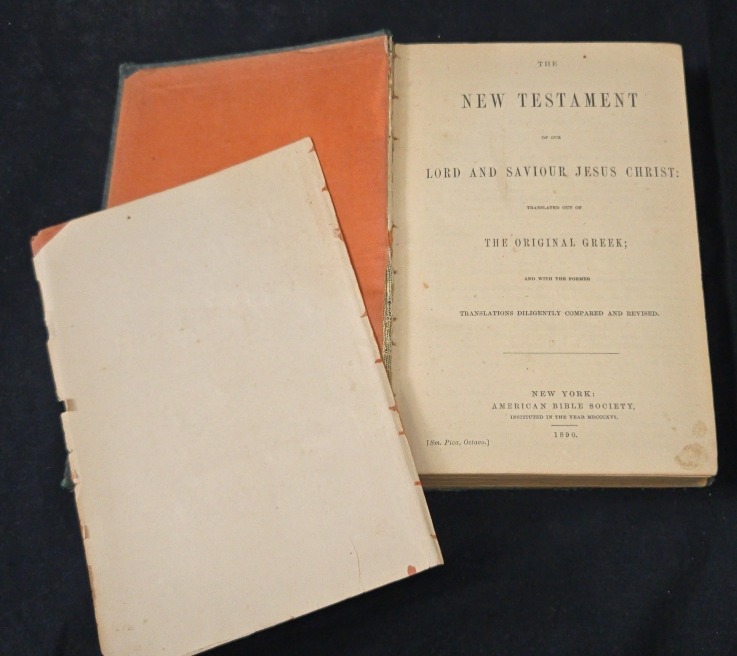 THE
NEW TESTAMENT
OF OUR
LORD AND SAVIOUR JESUS CHRIST:
TRANSLATED OUT OF
THE ORIGINAL GREEK;
AND WITH THE FORMER
TRANSLATIONS DILIGENTLY COMPARED AND REVISED.
NEW YORK:
AMERICAN BIBLE SOCIETY,
INSTITUTED IN THE YEAR MDCCCXVI.
1890.
[Sm. Pica, Octavo.]